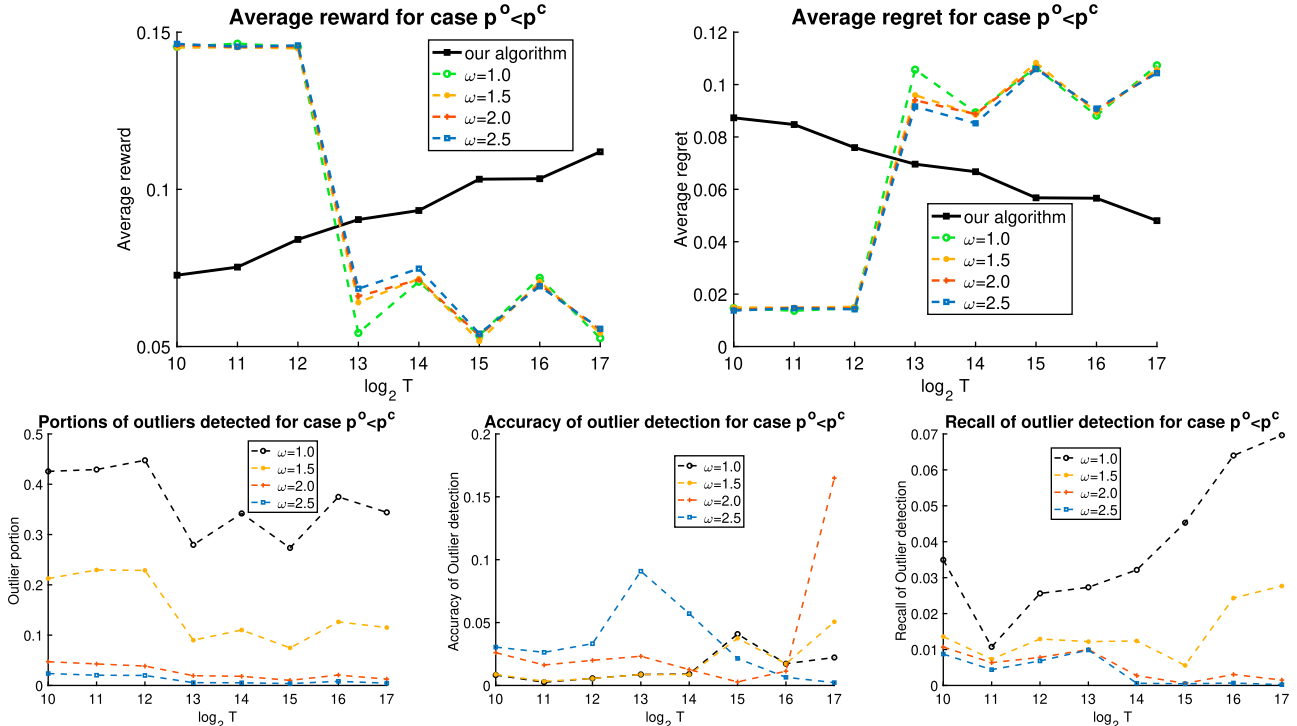 Average reward for case p^o<p^c
0.15
0.1
0.05
Average reward
our algorithm
ω=1.0
ω=1.5
ω=2.0
ω=2.5
10 11 12 13 14 15 16 17
log_2 T
Average regret for case p^o<p^c
0.12
0.1
0.08
0.06
0.04
0.02
0
Average regret
our algorithm
ω=1.0
ω=1.5
ω=2.0
ω=2.5
10 11 12 13 14 15 16 17
log_2 T
Portions of outliers detected for case p^o<p^c
0.5
0.4
0.3
0.2
0.1
0
Outlier portion
ω=1.0
ω=1.5
ω=2.0
ω=2.5
10 11 12 13 14 15 16 17
log_2 T
Accuracy of outlier detection for case p^o<p^c
0.2
0.15
0.1
0.05
0
Accuracy of Outlier detection
ω=1.0
ω=1.5
ω=2.0
ω=2.5
10 11 12 13 14 15 16 17
log_2 T
Recall of outlier detection for case p^o<p^c
0.07
0.06
0.05
0.04
0.03
0.02
0.01
0
Recall of Outlier detection
ω=1.0
ω=1.5
ω=2.0
ω=2.5
10 11 12 13 14 15 16 17
log_2 T